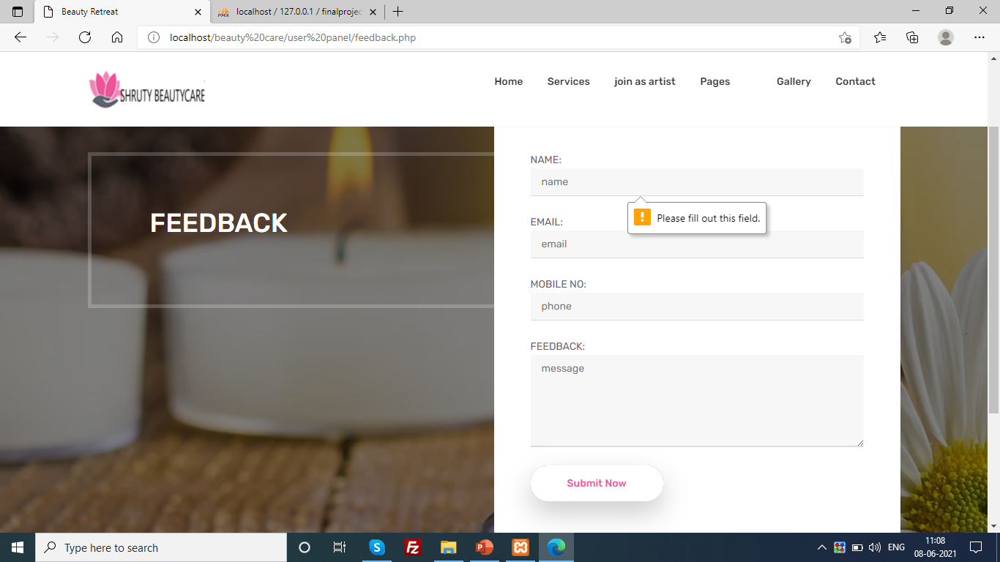 Beauty Retreat
localhost / 127.0.0.1 / finalprojec
localhost/beauty%20care/user%20panel/feedback.php
SHRUTY BEAUTYCARE
Home Services join as artist Pages Gallery Contact
FEEDBACK
NAME:
name
Please fill out this field.
EMAIL:
email
MOBILE NO:
phone
FEEDBACK:
message
Submit Now
Type here to search
ENG
11:08
08-06-2021